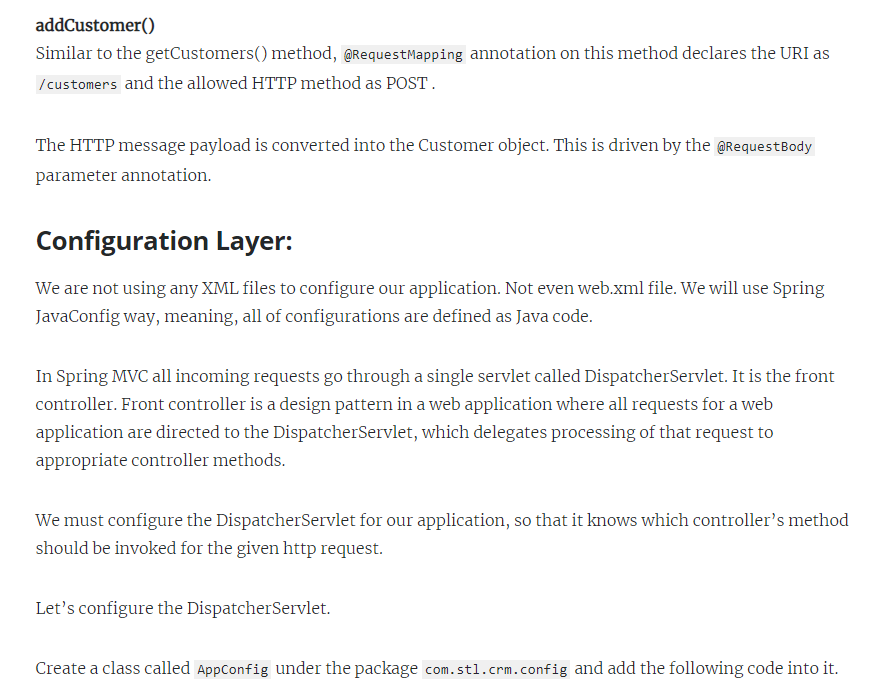 addCustomer()
Similar to the getCustomers() method, @RequestMapping annotation on this method declares the URI as
/customers and the allowed HTTP method as POST .
The HTTP message payload is converted into the Customer object. This is driven by the @RequestBody
parameter annotation.
Configuration Layer:
We are not using any XML files to configure our application. Not even web.xml file. We will use Spring
JavaConfig way, meaning, all of configurations are defined as Java code.
In Spring MVC all incoming requests go through a single servlet called DispatcherServlet. It is the front
controller. Front controller is a design pattern in a web application where all requests for a web
application are directed to the DispatcherServlet, which delegates processing of that request to
appropriate controller methods.
We must configure the DispatcherServlet for our application, so that it knows which controller’s method
should be invoked for the given http request.
Let’s configure the DispatcherServlet.
Create a class called AppConfig under the package com.stl.crm.config and add the following code into it.